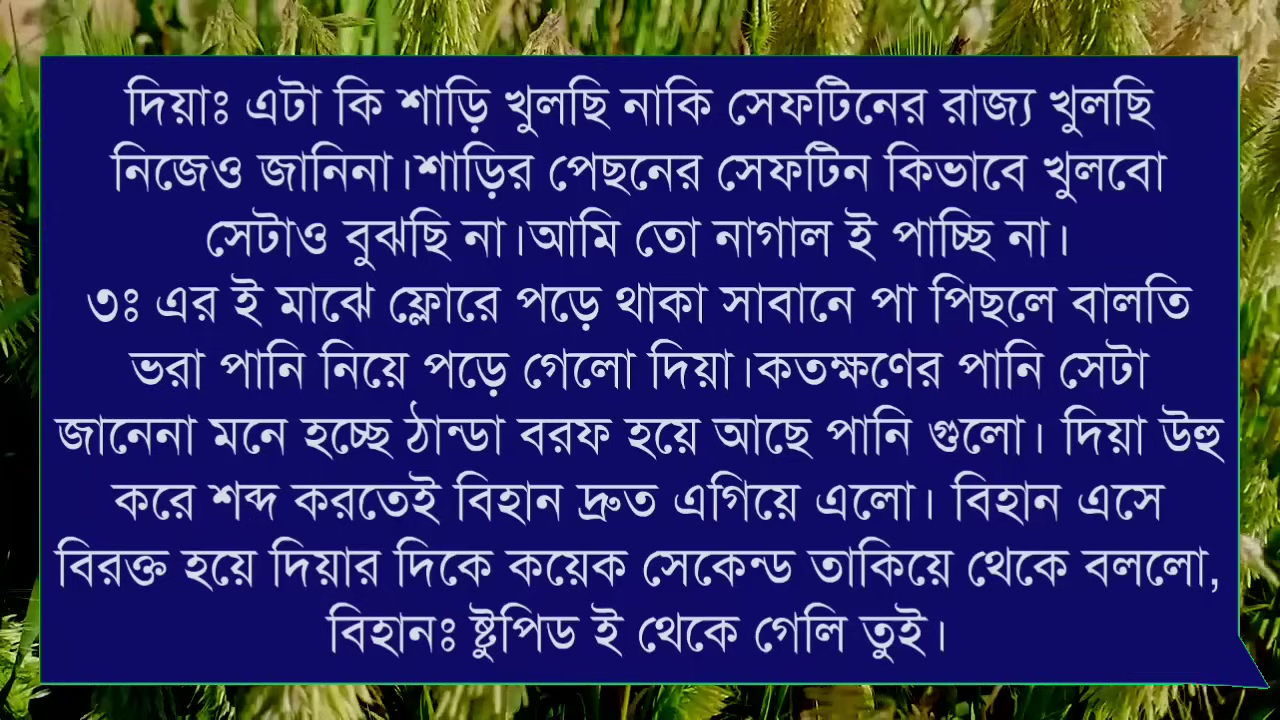 দিয়াঃ এটা কি শাড়ি খুলছি নাকি সেফটিনের রাজ্য খুলছি
নিজেও জানিনা।শাড়ির পেছনের সেফটিন কিভাবে খুলবো
সেটাও বুঝছি না।আমি তো নাগাল ই পাচ্ছি না।
৩ঃ এর ই মাঝে ফ্লোরে পড়ে থাকা সাবানে পা পিছলে বালতি
ভরা পানি নিয়ে পড়ে গেলো দিয়া।কতক্ষণের পানি সেটা
জানেনা মনে হচ্ছে ঠান্ডা বরফ হয়ে আছে পানি গুলো। দিয়া উহু
করে শব্দ করতেই বিহান দ্রুত এগিয়ে এলো। বিহান এসে
বিরক্ত হয়ে দিয়ার দিকে কয়েক সেকেন্ড তাকিয়ে থেকে বললো,
বিহানঃ ষ্টুপিড ই থেকে গেলি তুই।